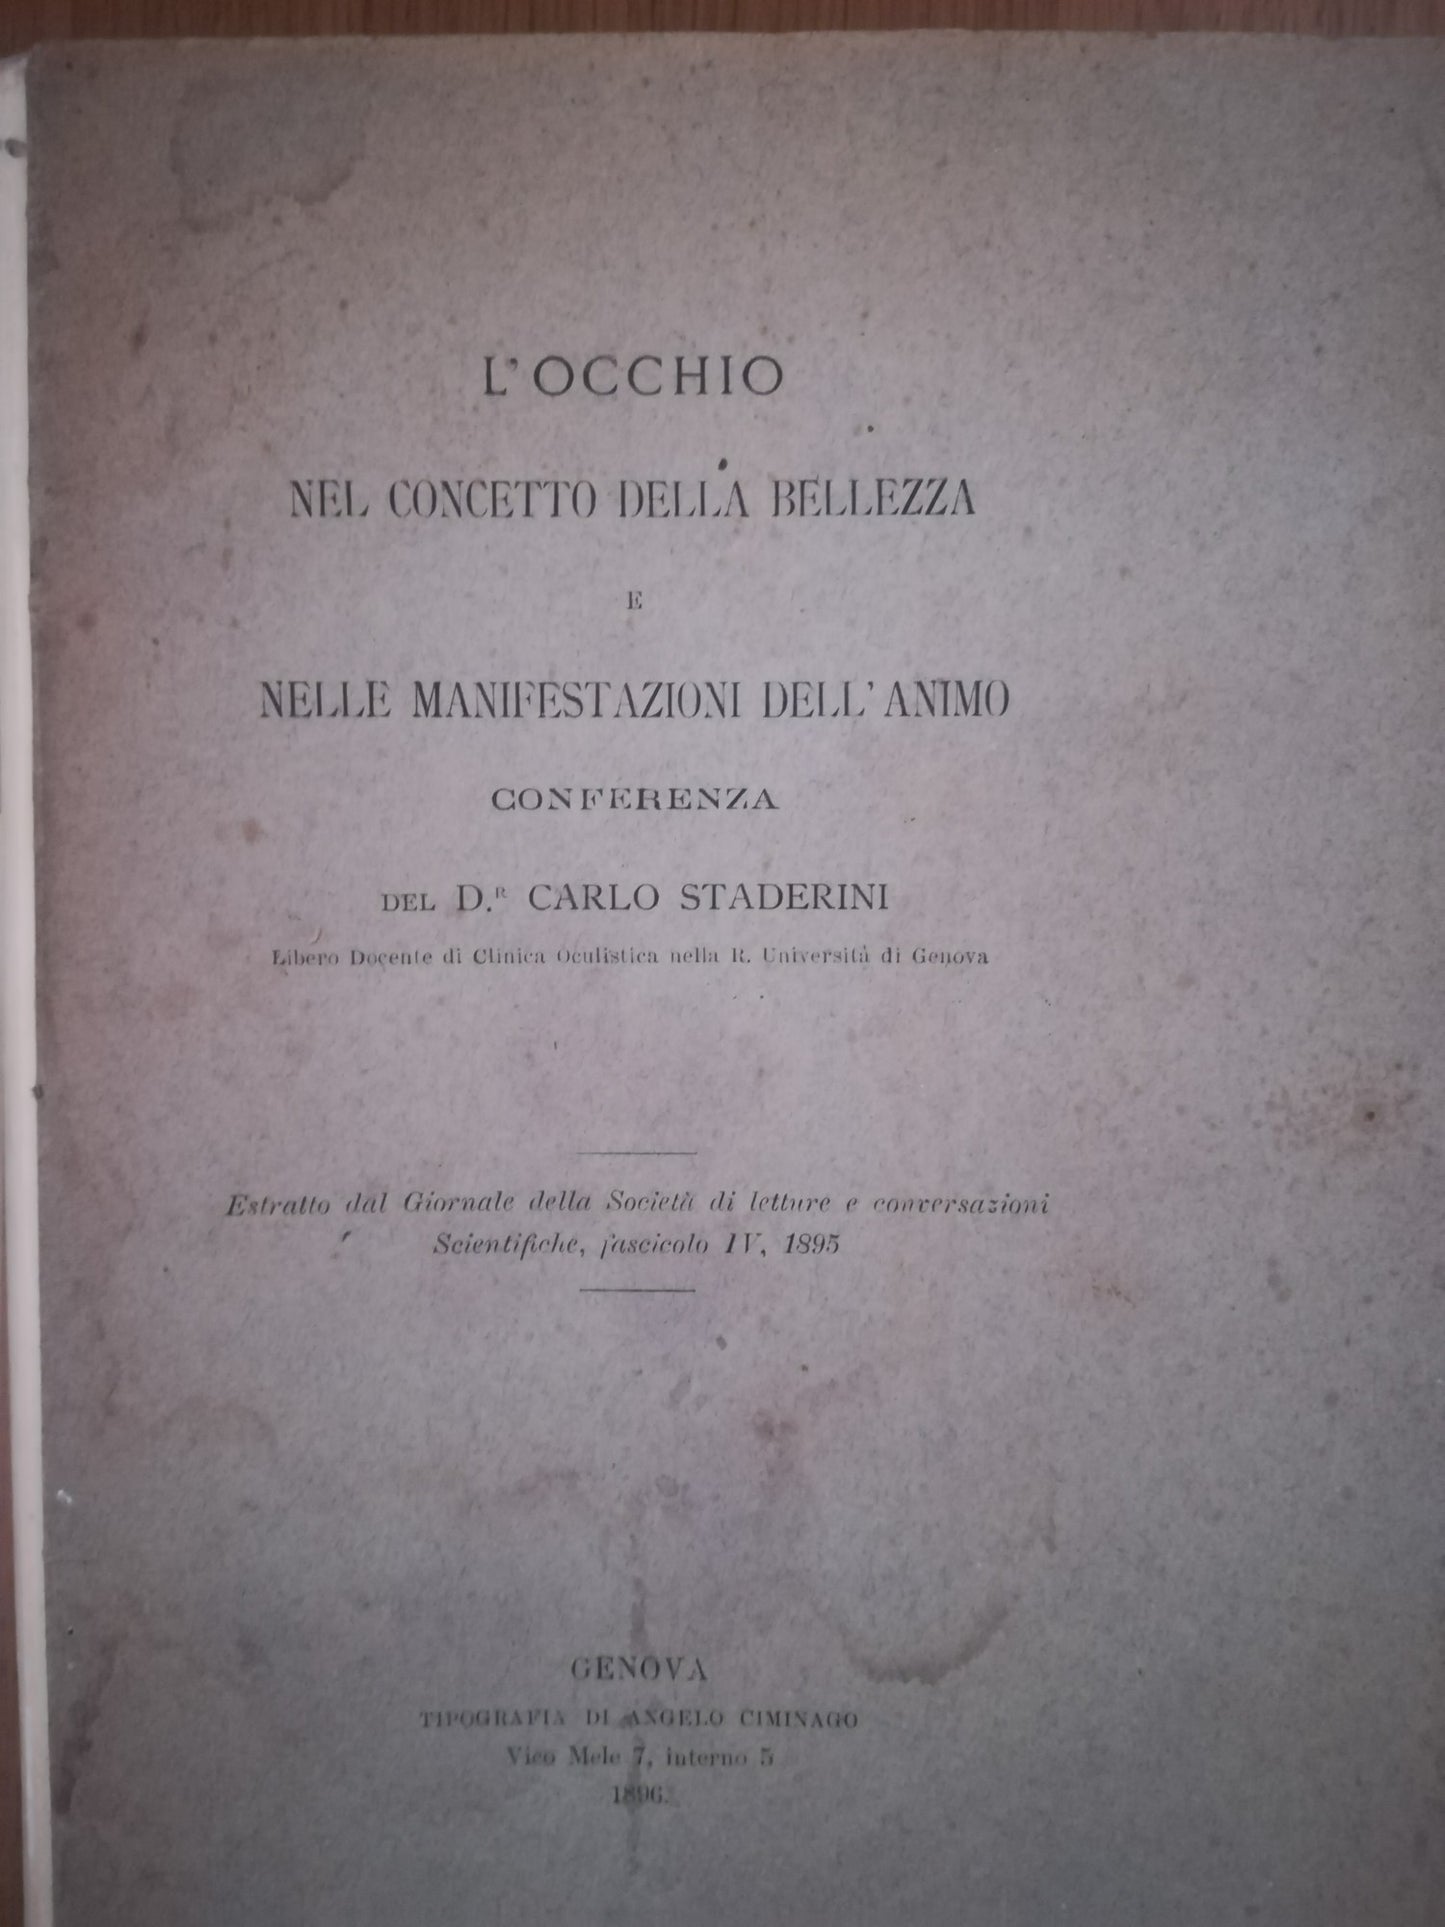 L'OCCHIO
NEL CONCETTO DELLA BELLEZZA
E
NELLE MANIFESTAZIONI DELL'ANIMO
CONFERENZA
DEL D.R CARLO STADERINI
Libero Docente di Clinica Oculistica nella R. Università di Genova
Estratto dal Giornale della Società di letture e conversazioni
Scientifiche, fascicolo IV, 1895
GENOVA
TIPOGRAFIA DI ANGELO CIMINAGO
Vico Mele 7, interno 5
1896.